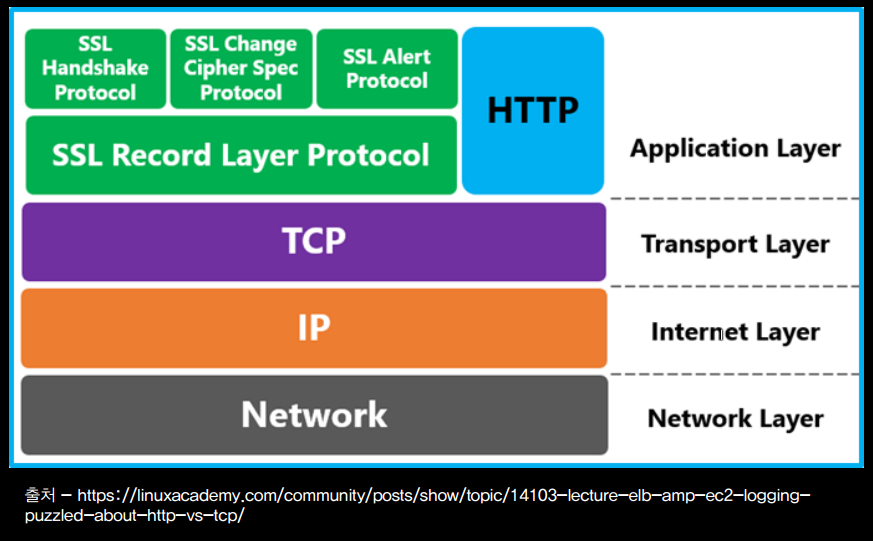 SSL
Handshake
Protocol
SSL Change
Cipher Spec
Protocol
SSL Alert
Protocol
HTTP
SSL Record Layer Protocol
Application Layer
TCP
Transport Layer
IP
Internet Layer
Network
Network Layer
출처 - https://linuxacademy.com/community/posts/show/topic/14103-lecture-elb-amp-ec2-logging-
puzzled-about-http-vs-tcp/